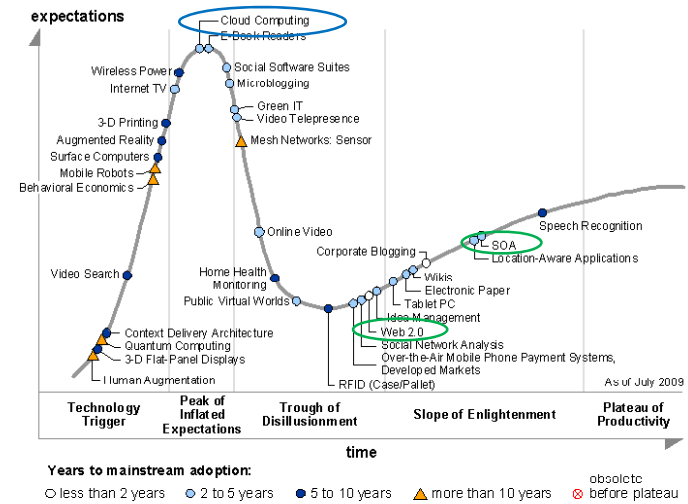 expectations
Cloud Computing
E-Book Readers
Wireless Power
Social Software Suites
Internet TV
Microblogging
Green IT
3-D Printing
Video Telepresence
Augmented Reality
Mesh Networks: Sensor
Surface Computers
Mobile Robots
Behavioral Economics
Speech Recognition
Online Video
SOA
Corporate Blogging
Location-Aware Applications
Video Search
Home Health
Monitoring
Wikis
Electronic Paper
Public Virtual Worlds
Tablet PC
Idea Management
Context Delivery Architecture
Web 2.0
Quantum Computing
Social Network Analysis
3-D Flat-Panel Displays
Over-the-Air Mobile Phone Payment Systems,
Developed Markets
Human Augmentation
RFID (Case/Pallet)
As of July 2009
Technology
Trigger
Peak of
Inflated
Expectations
Trough of
Disillusionment
Slope of Enlightenment
Plateau of
Productivity
time
Years to mainstream adoption:
less than 2 years
2 to 5 years
5 to 10 years
more than 10 years
obsolete
before plateau